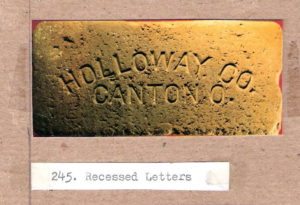 HOLLOWAY CO.
CANTON O.
245. Recessed Letters